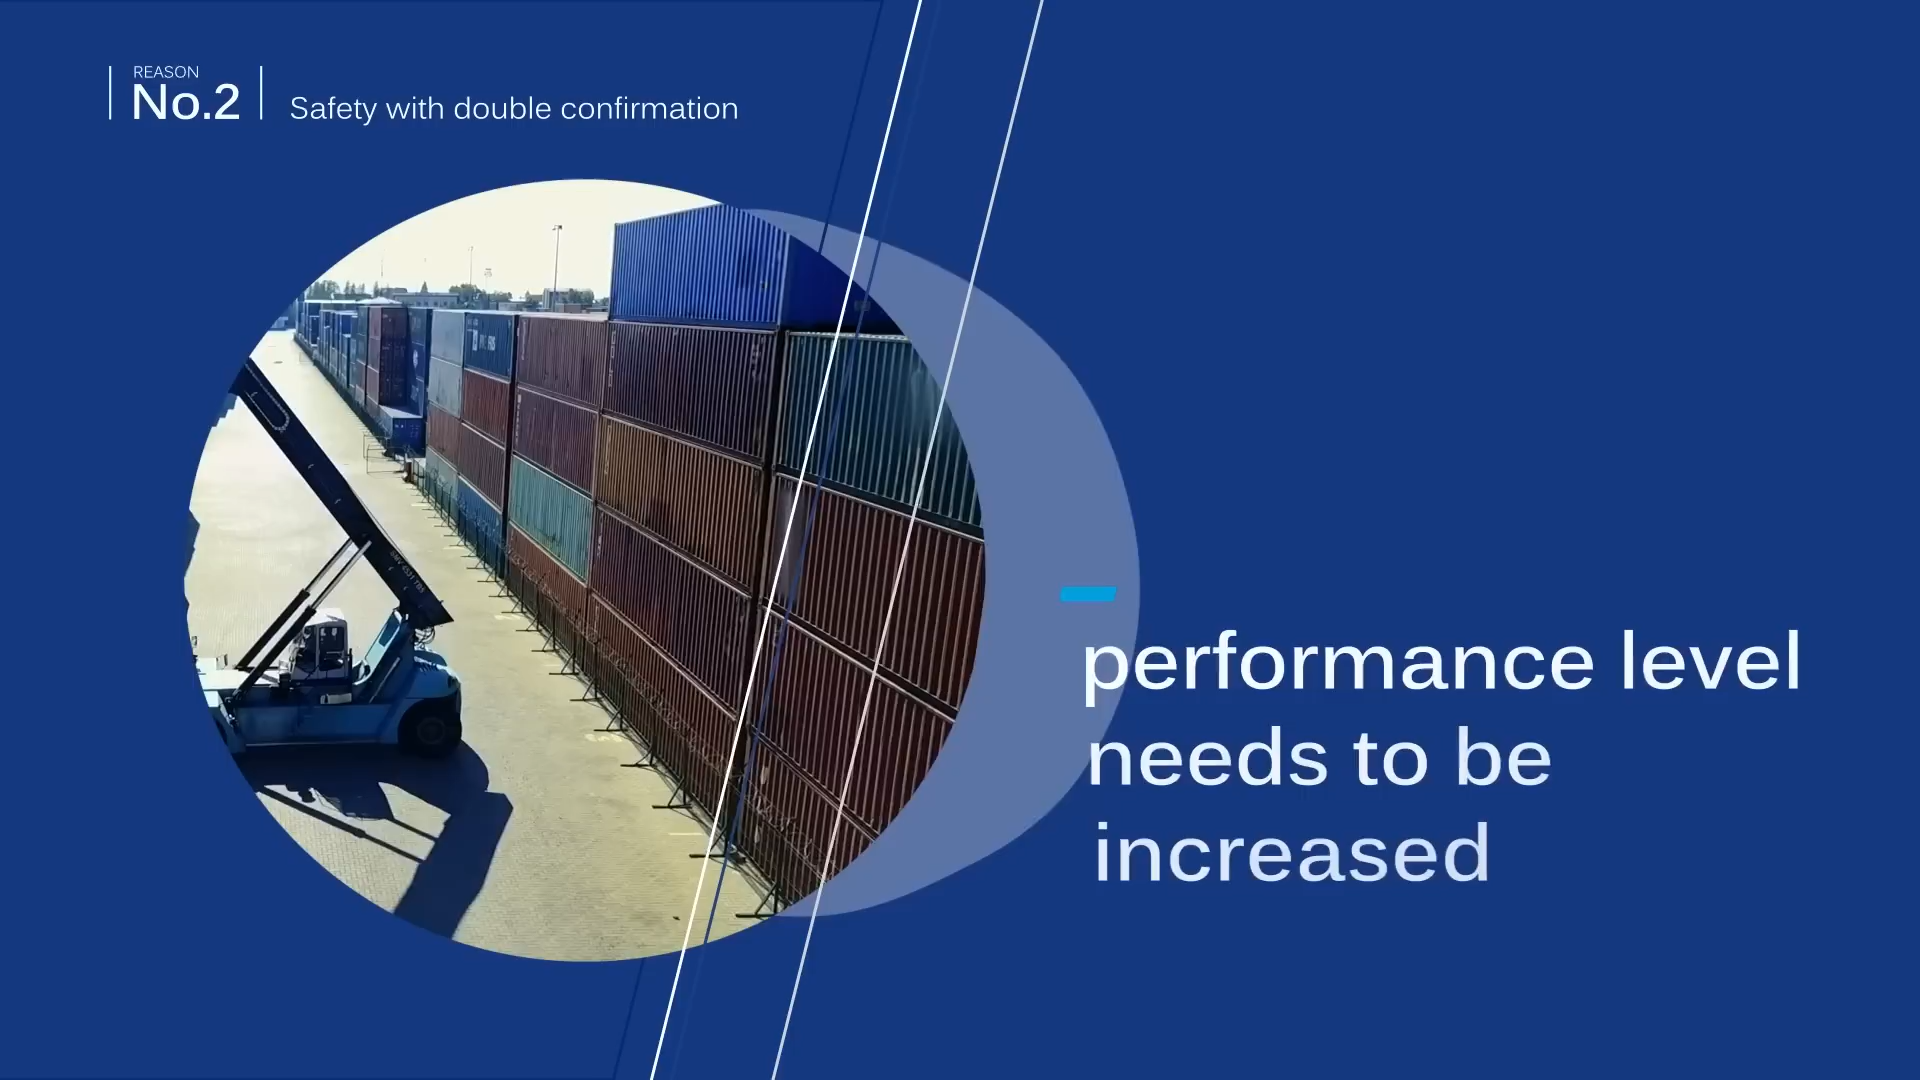 REASON
No.2
Safety with double confirmation
performance level
needs to be
increased